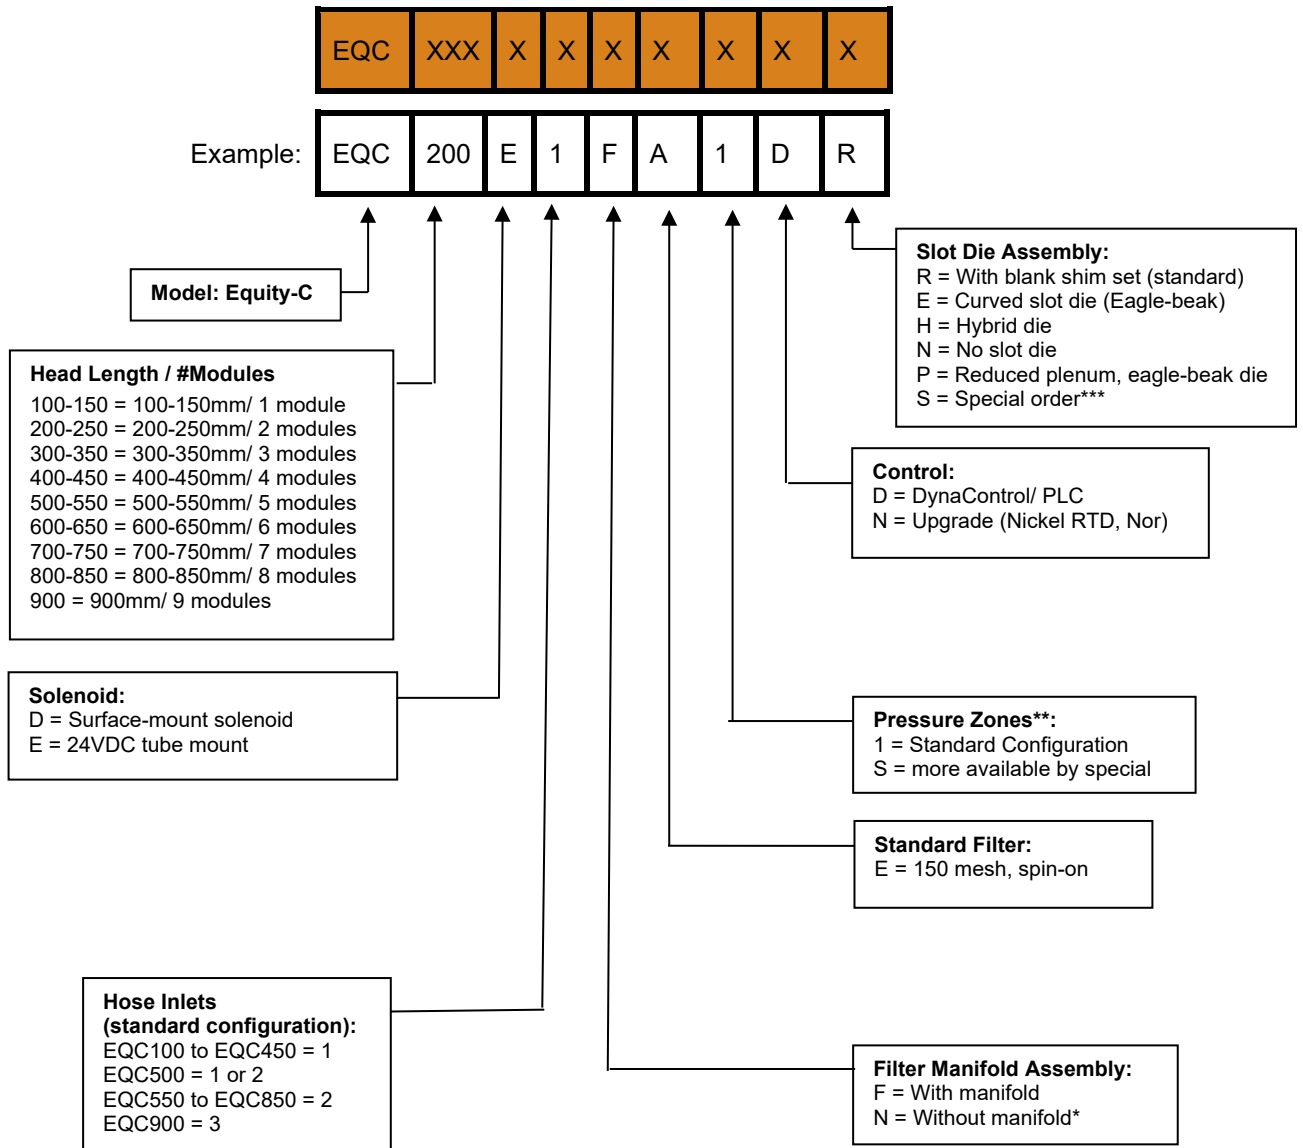 EQC XXX X X X X X X X
Example: EQC 200 E 1 F A 1 D R
Model: Equity-C
Head Length / #Modules
100-150 = 100-150mm/ 1 module
200-250 = 200-250mm/ 2 modules
300-350 = 300-350mm/ 3 modules
400-450 = 400-450mm/ 4 modules
500-550 = 500-550mm/ 5 modules
600-650 = 600-650mm/ 6 modules
700-750 = 700-750mm/ 7 modules
800-850 = 800-850mm/ 8 modules
900 = 900mm/ 9 modules
Solenoid:
D = Surface-mount solenoid
E = 24VDC tube mount
Hose Inlets
(standard configuration):
EQC100 to EQC450 = 1
EQC500 = 1 or 2
EQC550 to EQC850 = 2
EQC900 = 3
Slot Die Assembly:
R = With blank shim set (standard)
E = Curved slot die (Eagle-beak)
H = Hybrid die
N = No slot die
P = Reduced plenum, eagle-beak die
S = Special order***
Control:
D = DynaControl/ PLC
N = Upgrade (Nickel RTD, Nor)
Pressure Zones**:
1 = Standard Configuration
S = more available by special
Standard Filter:
E = 150 mesh, spin-on
Filter Manifold Assembly:
F = With manifold
N = Without manifold*